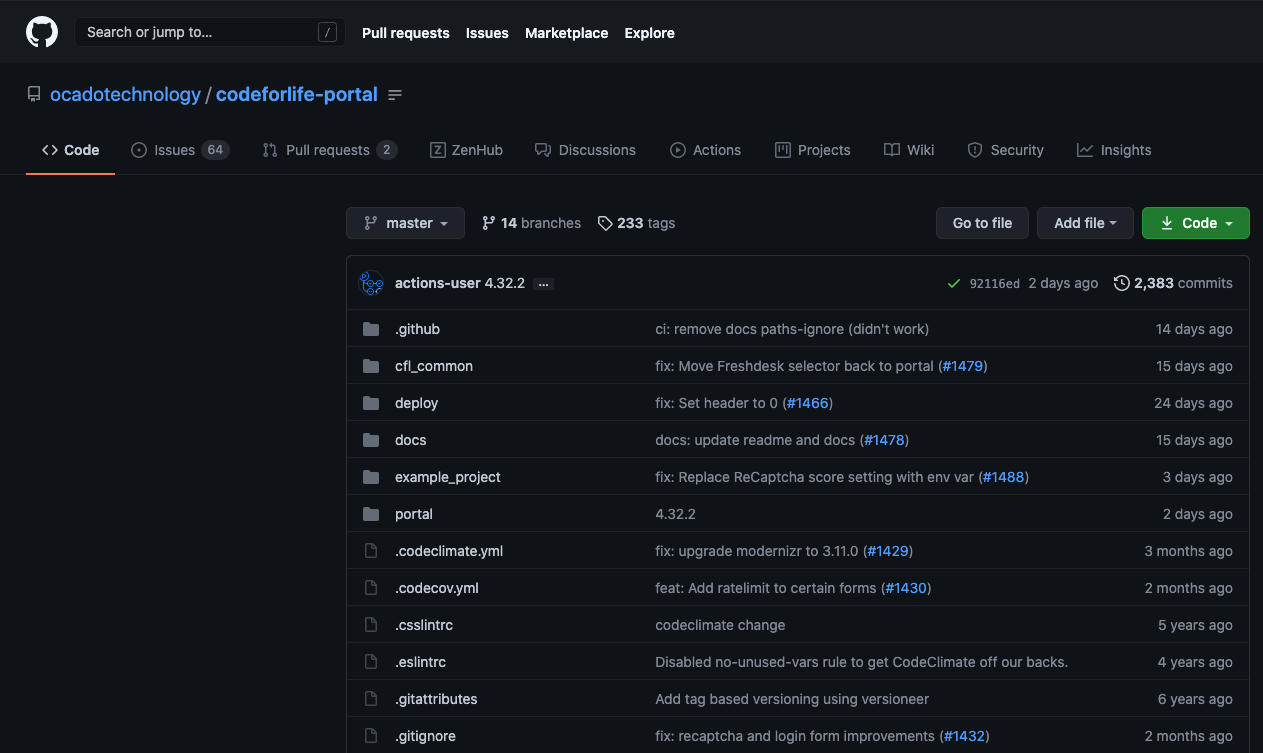 Search or jump to... / Pull requests Issues Marketplace Explore
ocadotechnology / codeforlife-portal
Code Issues 64 Pull requests 2 ZenHub Discussions Actions Projects Wiki Security Insights
master 14 branches 233 tags Go to file Add file Code
actions-user 4.32.2 ... 92116ed 2 days ago 2,383 commits
.github ci: remove docs paths-ignore (didn't work) 14 days ago
cfl_common fix: Move Freshdesk selector back to portal (#1479) 15 days ago
deploy fix: Set header to 0 (#1466) 24 days ago
docs docs: update readme and docs (#1478) 15 days ago
example_project fix: Replace ReCaptcha score setting with env var (#1488) 3 days ago
portal 4.32.2 2 days ago
.codeclimate.yml fix: upgrade modernizr to 3.11.0 (#1429) 3 months ago
.codecov.yml feat: Add ratelimit to certain forms (#1430) 2 months ago
.csslintrc codeclimate change 5 years ago
.eslintrc Disabled no-unused-vars rule to get CodeClimate off our backs. 4 years ago
.gitattributes Add tag based versioning using versioneer 6 years ago
.gitignore fix: recaptcha and login form improvements (#1432) 2 months ago